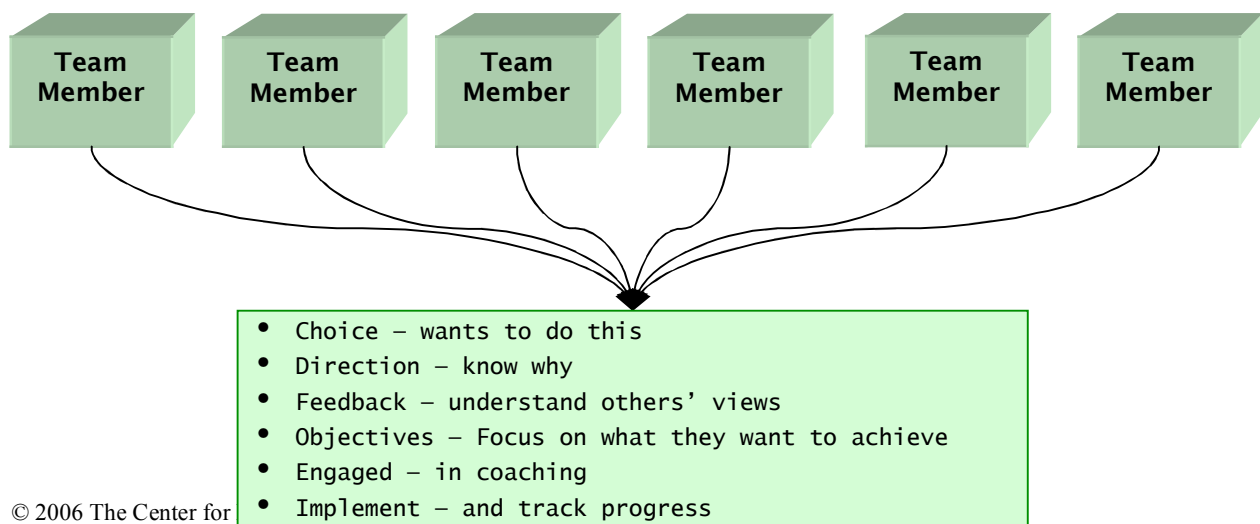 Team
Member
Team
Member
Team
Member
Team
Member
Team
Member
Team
Member
• Choice – wants to do this
• Direction – know why
• Feedback – understand others’ views
• Objectives – Focus on what they want to achieve
• Engaged – in coaching
• Implement – and track progress
© 2006 The Center for